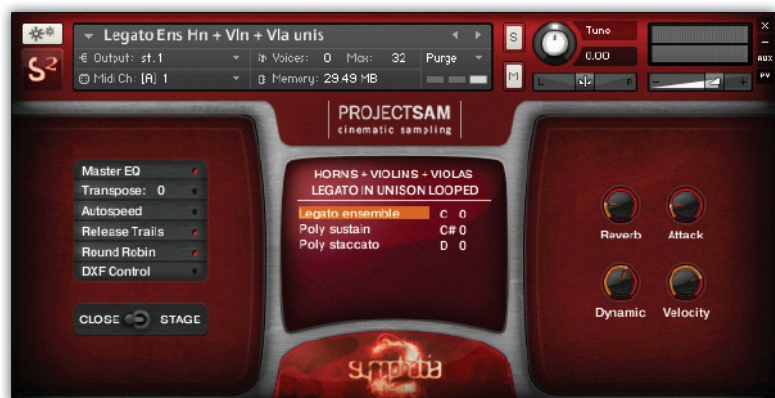 Legato Ens Hn + Vln + Vla unis
Output: st.1
Voices: 0 Max: 32 Purge
Midi Ch: [A] 1
Memory: 29.49 MB
S
M
Tune
0.00
L R
- +
×
–
AUX
PV
S2
PROJECTSAM
cinematic sampling
Master EQ
Transpose: 0
Autospeed
Release Trails
Round Robin
DXF Control
CLOSE STAGE
HORNS + VIOLINS + VIOLAS
LEGATO IN UNISON LOOPED
Legato ensemble C 0
Poly sustain C# 0
Poly staccato D 0
Reverb Attack
Dynamic Velocity
symphobia
2